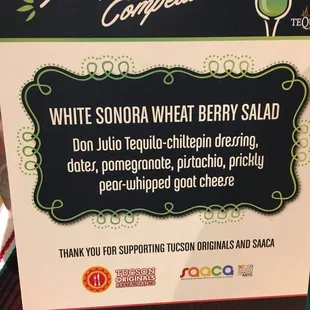 WHITE SONORA WHEAT BERRY SALAD
Don Julio Tequila-chiltepin dressing,
dates, pomegranate, pistachio, prickly
pear-whipped goat cheese
THANK YOU FOR SUPPORTING TUCSON ORIGINALS AND SAACA
TUCSON
ORIGINALS
RESTAURANTS
saaca